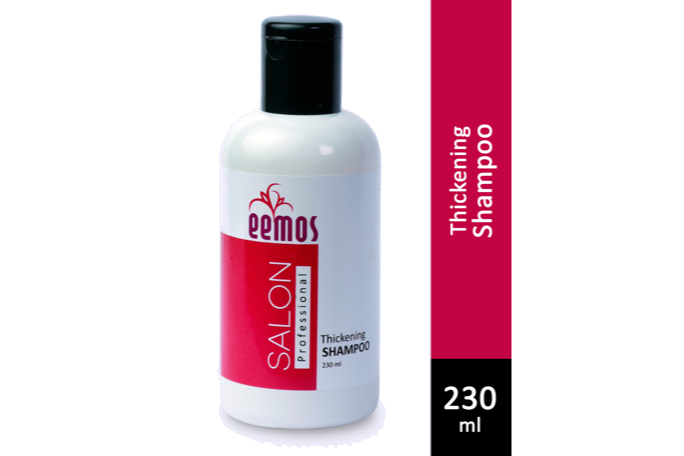 eemos
SALON
Professional
Thickening
SHAMPOO
230 ml
Thickening
Shampoo
230
ml